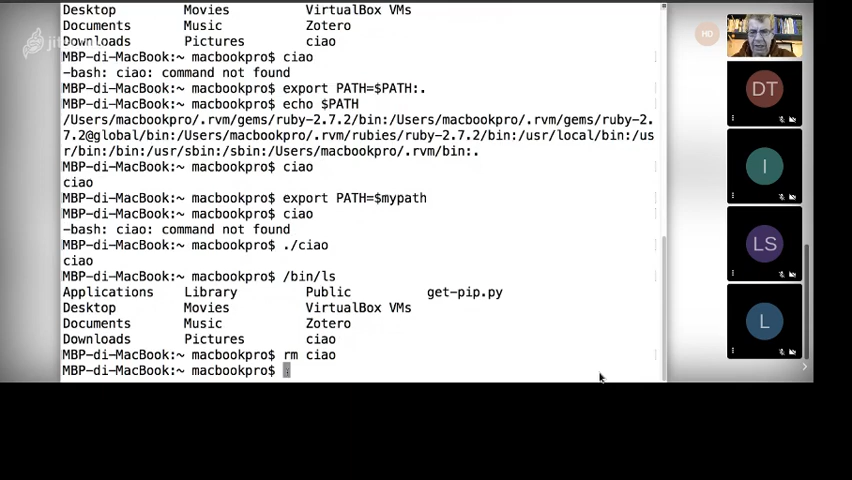 Desktop Movies VirtualBox VMs
Documents Music Zotero
Downloads Pictures ciao
MBP-di-MacBook:~ macbookpro$ ciao
-bash: ciao: command not found
MBP-di-MacBook:~ macbookpro$ export PATH=$PATH:.
MBP-di-MacBook:~ macbookpro$ echo $PATH
/Users/macbookpro/.rvm/gems/ruby-2.7.2/bin:/Users/macbookpro/.rvm/gems/ruby-2.
7.2@global/bin:/Users/macbookpro/.rvm/rubies/ruby-2.7.2/bin:/usr/local/bin:/us
r/bin:/bin:/usr/sbin:/sbin:/Users/macbookpro/.rvm/bin:.
MBP-di-MacBook:~ macbookpro$ ciao
ciao
MBP-di-MacBook:~ macbookpro$ export PATH=$mypath
MBP-di-MacBook:~ macbookpro$ ciao
-bash: ciao: command not found
MBP-di-MacBook:~ macbookpro$ ./ciao
ciao
MBP-di-MacBook:~ macbookpro$ /bin/ls
Applications Library Public get-pip.py
Desktop Movies VirtualBox VMs
Documents Music Zotero
Downloads Pictures ciao
MBP-di-MacBook:~ macbookpro$ rm ciao
MBP-di-MacBook:~ macbookpro$
HD
DT
I
LS
L